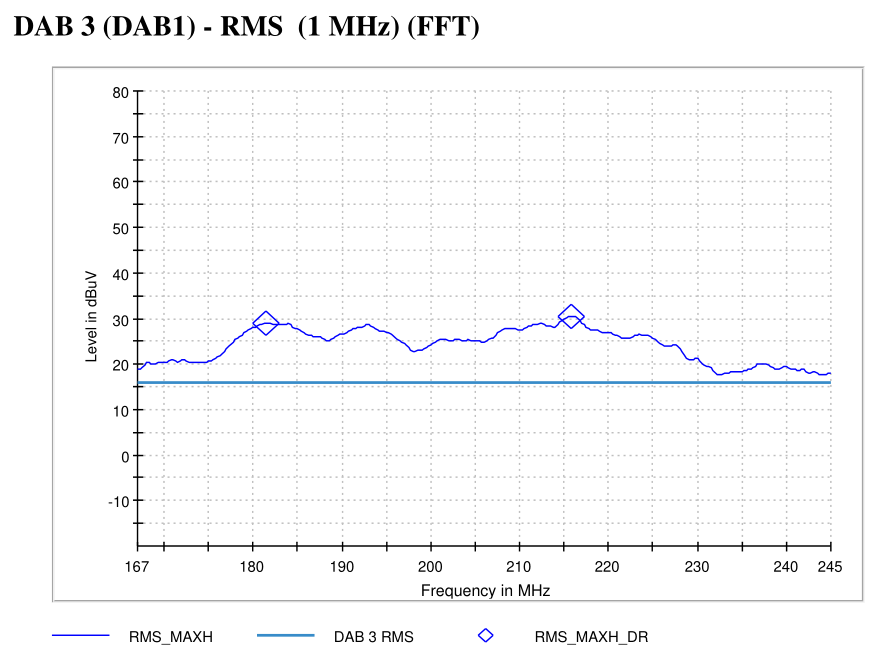 DAB 3 (DAB1) - RMS  (1 MHz) (FFT)
80
70
60
50
40
30
20
10
0
-10
Level in dBuV
167 180 190 200 210 220 230 240 245
Frequency in MHz
RMS_MAXH DAB 3 RMS RMS_MAXH_DR